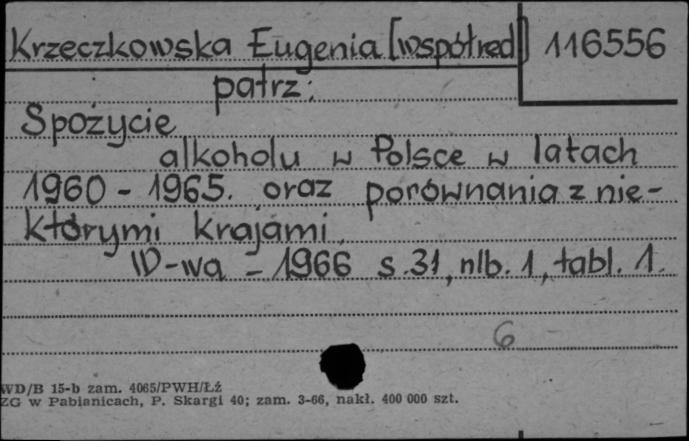 Krzeczkowska Eugenia [współred] 116556
patrz:
Spożycie
alkoholu w Polsce w latach
1960 - 1965. oraz porównania z nie-
którymi krajami.
W-wa - 1966 s.31, nlb. 1, tabl. 1.
6
WD/B 15-b zam. 4065/PWH/Łź
ZG w Pabianicach, P. Skargi 40; zam. 3-66, nakł. 400 000 szt.